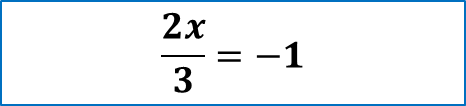 2x/3 = −1